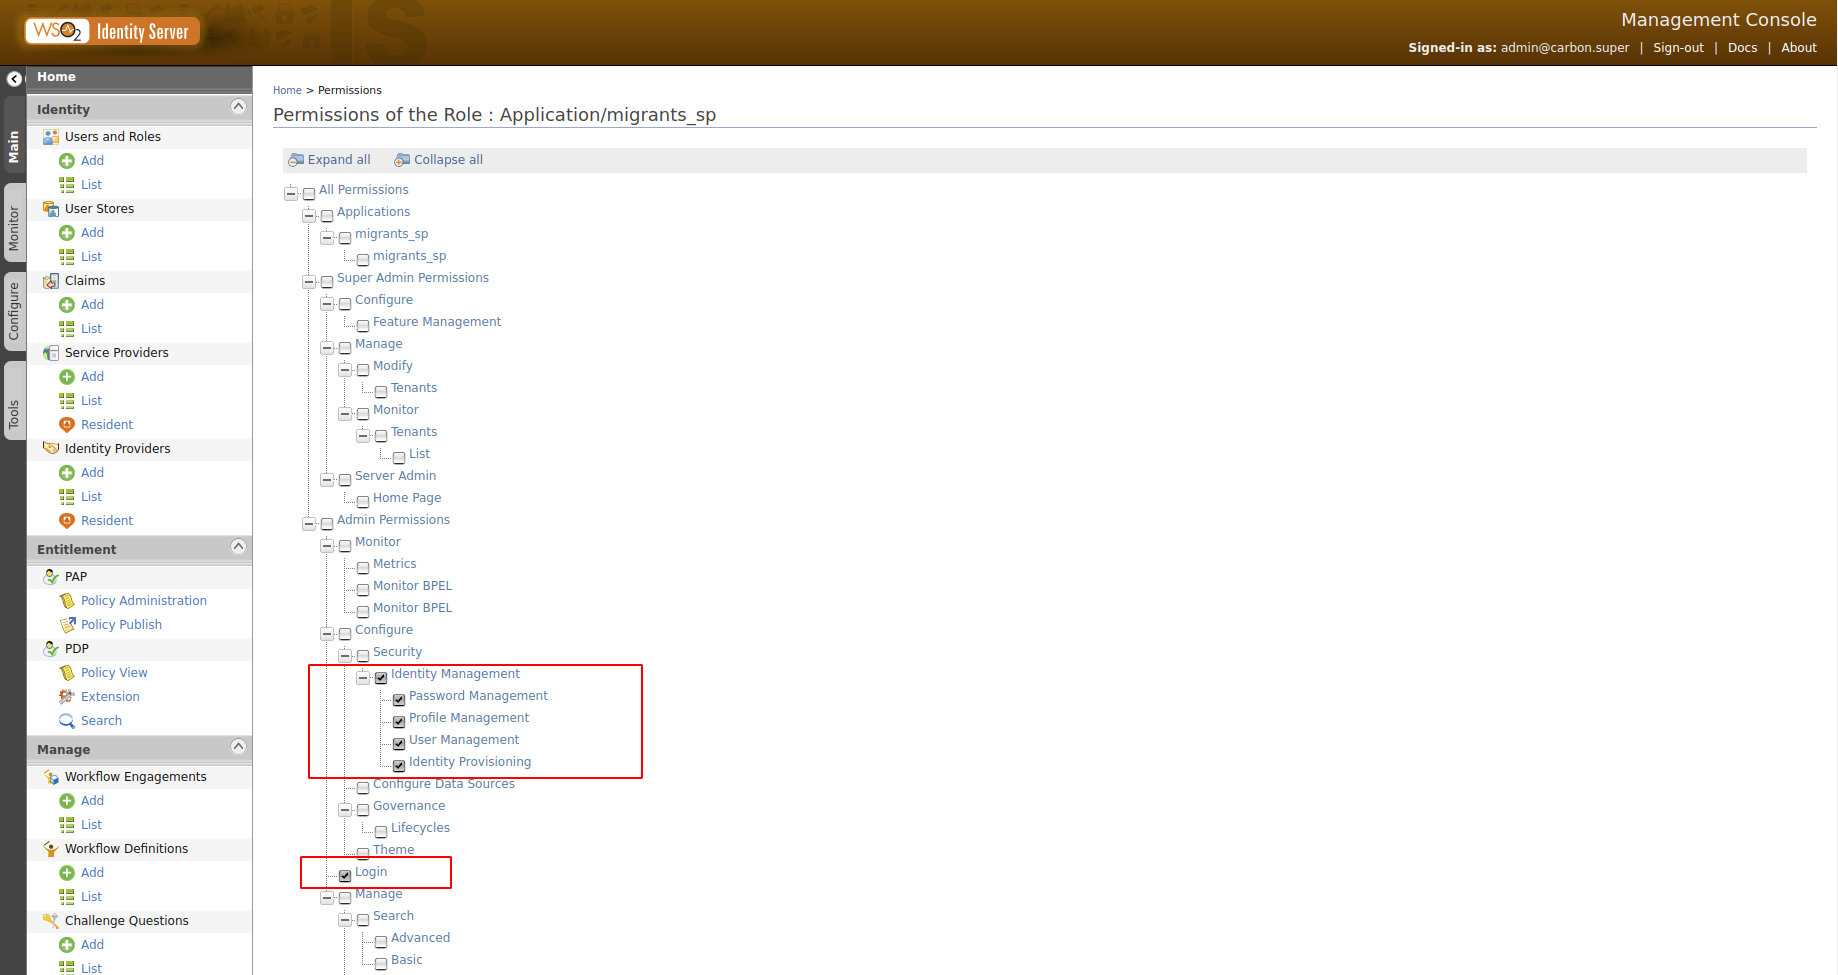 WSO2 Identity Server
Management Console
Signed-in as: admin@carbon.super | Sign-out | Docs | About
Main
Monitor
Configure
Tools
Home
Identity
Users and Roles
Add
List
User Stores
Add
List
Claims
Add
List
Service Providers
Add
List
Resident
Identity Providers
Add
List
Resident
Entitlement
PAP
Policy Administration
Policy Publish
PDP
Policy View
Extension
Search
Manage
Workflow Engagements
Add
List
Workflow Definitions
Add
List
Challenge Questions
Add
List
Home > Permissions
Permissions of the Role : Application/migrants_sp
Expand all Collapse all
All Permissions
Applications
migrants_sp
migrants_sp
Super Admin Permissions
Configure
Feature Management
Manage
Modify
Tenants
Monitor
Tenants
List
Server Admin
Home Page
Admin Permissions
Monitor
Metrics
Monitor BPEL
Monitor BPEL
Configure
Security
Identity Management
Password Management
Profile Management
User Management
Identity Provisioning
Configure Data Sources
Governance
Lifecycles
Theme
Login
Manage
Search
Advanced
Basic